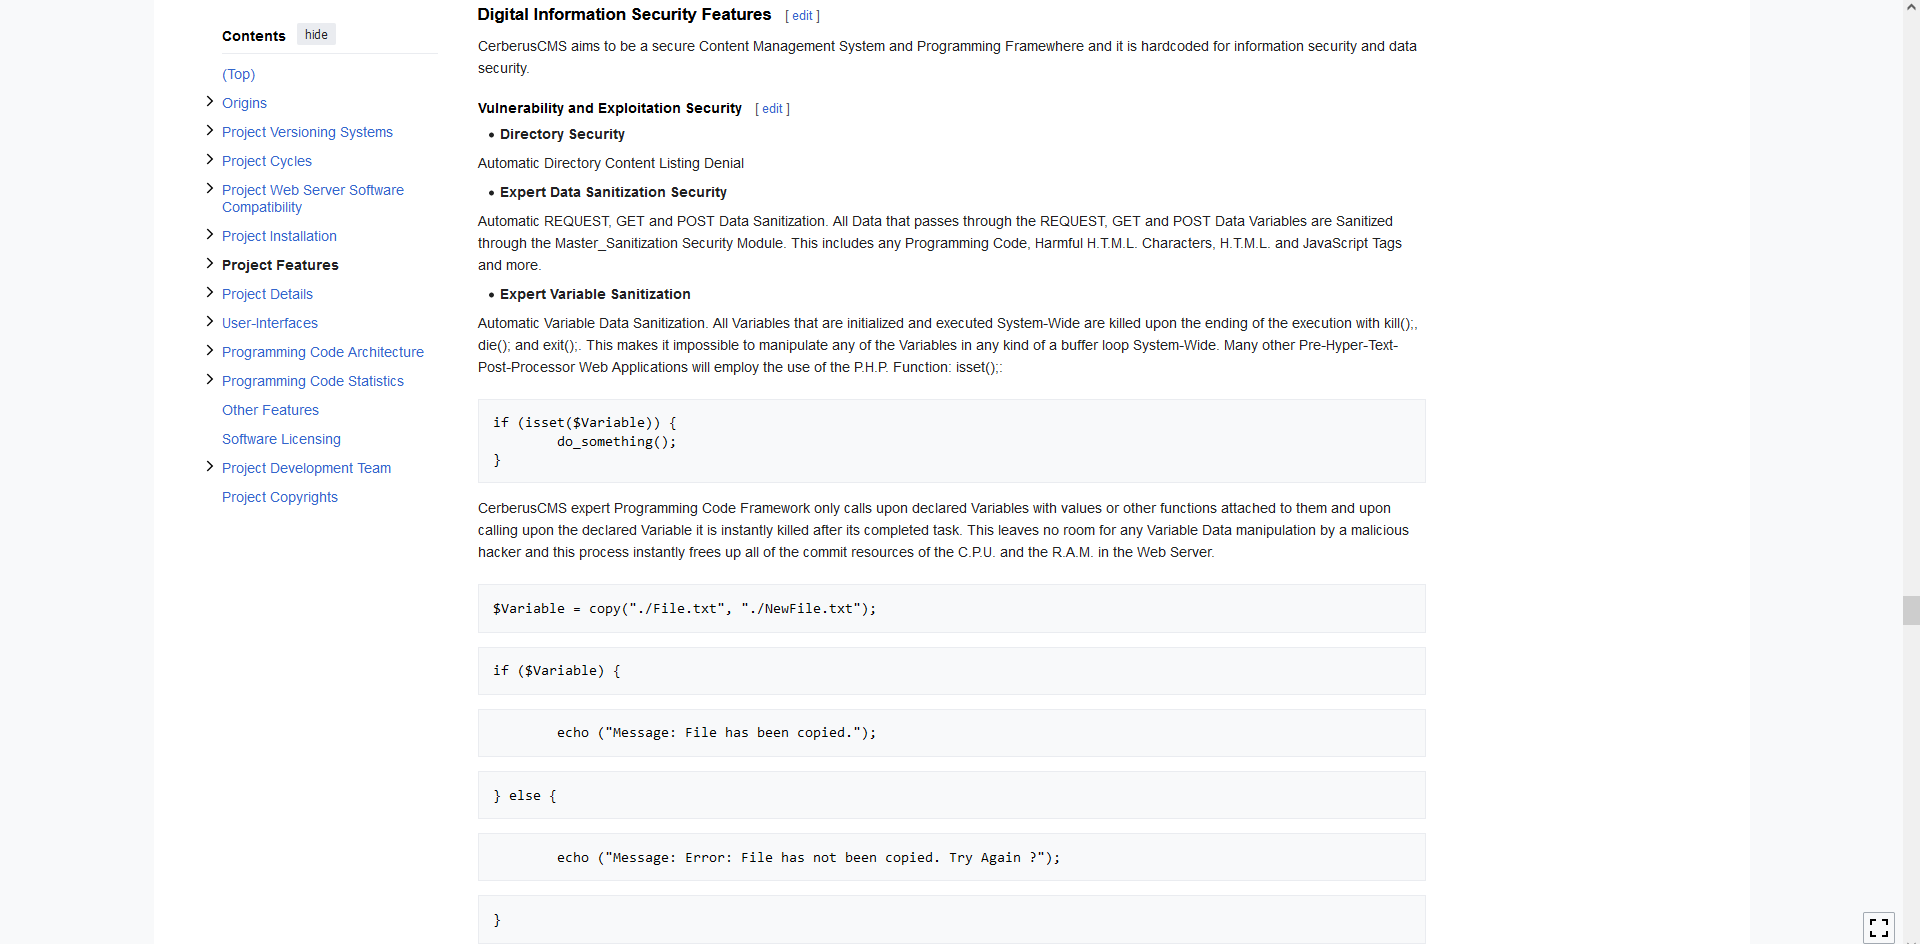 Contents hide
(Top)
Origins
Project Versioning Systems
Project Cycles
Project Web Server Software
Compatibility
Project Installation
Project Features
Project Details
User-Interfaces
Programming Code Architecture
Programming Code Statistics
Other Features
Software Licensing
Project Development Team
Project Copyrights
Digital Information Security Features [ edit ]
CerberusCMS aims to be a secure Content Management System and Programming Framewhere and it is hardcoded for information security and data
security.
Vulnerability and Exploitation Security [ edit ]
• Directory Security
Automatic Directory Content Listing Denial
• Expert Data Sanitization Security
Automatic REQUEST, GET and POST Data Sanitization. All Data that passes through the REQUEST, GET and POST Data Variables are Sanitized
through the Master_Sanitization Security Module. This includes any Programming Code, Harmful H.T.M.L. Characters, H.T.M.L. and JavaScript Tags
and more.
• Expert Variable Sanitization
Automatic Variable Data Sanitization. All Variables that are initialized and executed System-Wide are killed upon the ending of the execution with kill();,
die(); and exit();. This makes it impossible to manipulate any of the Variables in any kind of a buffer loop System-Wide. Many other Pre-Hyper-Text-
Post-Processor Web Applications will employ the use of the P.H.P. Function: isset();:
if (isset($Variable)) {
do_something();
}
CerberusCMS expert Programming Code Framework only calls upon declared Variables with values or other functions attached to them and upon
calling upon the declared Variable it is instantly killed after its completed task. This leaves no room for any Variable Data manipulation by a malicious
hacker and this process instantly frees up all of the commit resources of the C.P.U. and the R.A.M. in the Web Server.
$Variable = copy("./File.txt", "./NewFile.txt");
if ($Variable) {
echo ("Message: File has been copied.");
} else {
echo ("Message: Error: File has not been copied. Try Again ?");
}